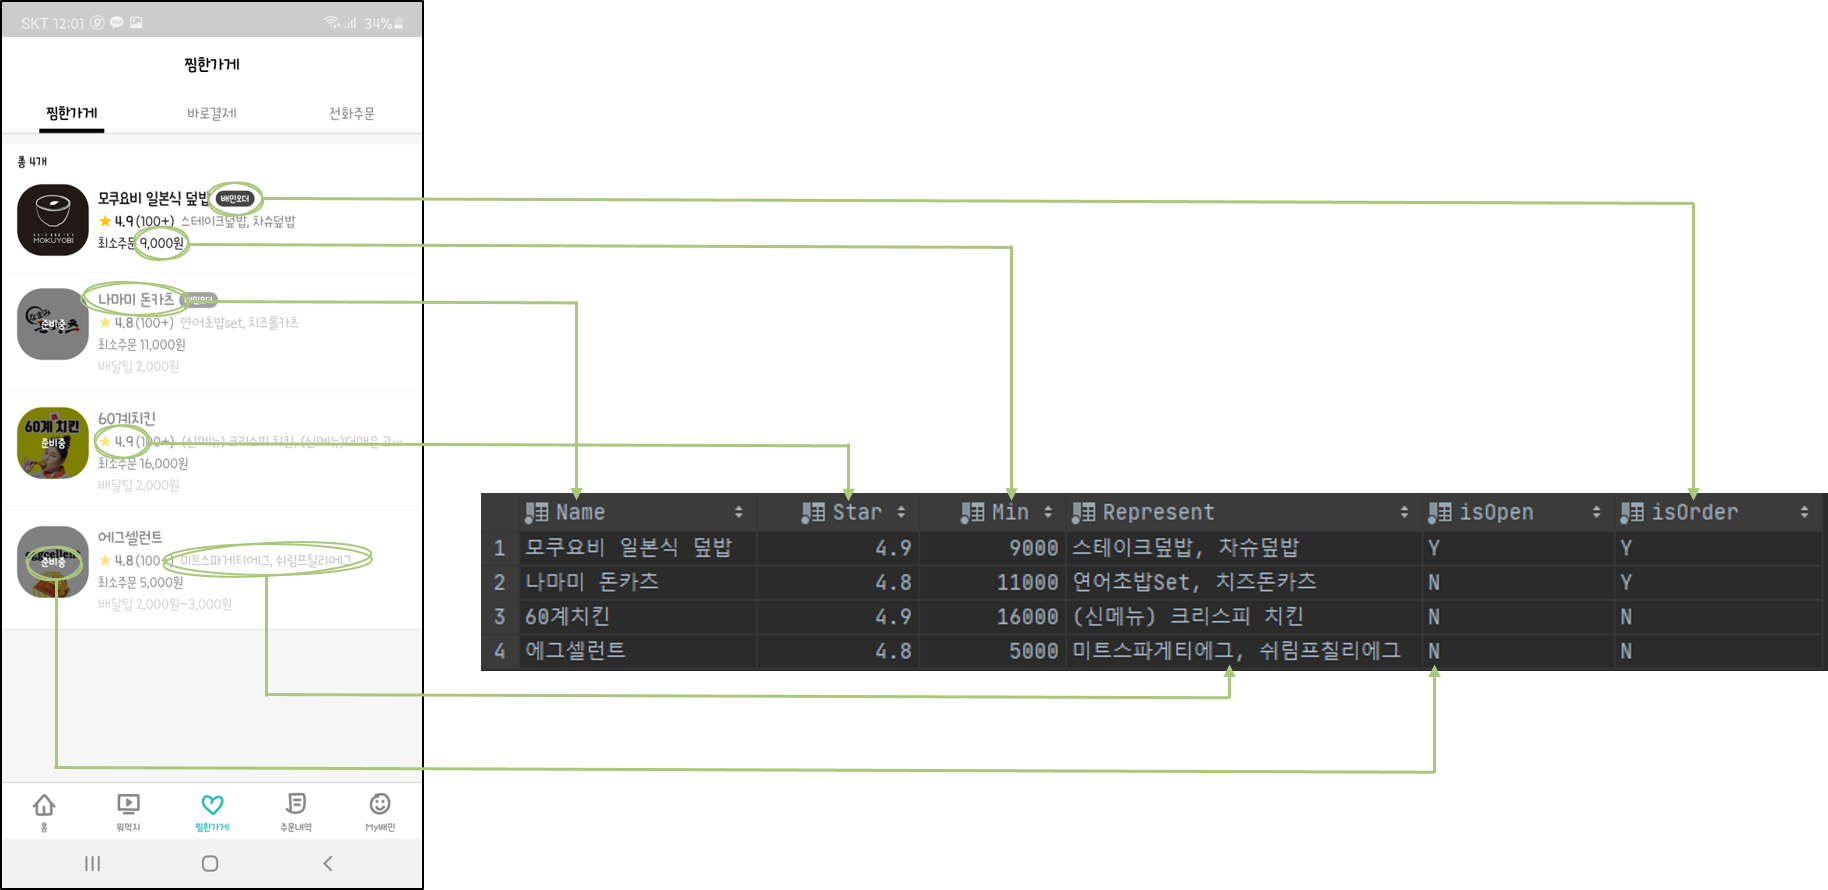 SKT 12:01
34%
찜한가게
찜한가게 바로결제 전화주문
총 4개
모쿠요비 일본식 덮밥 배민오더
4.9(100+) 스테이크덮밥, 차슈덮밥
최소주문 9,000원
MOKUYOBI
나마미 돈카츠 배민오더
4.8(100+) 연어초밥set, 치즈롤카츠
준비중
최소주문 11,000원
배달팁 2,000원
60계치킨
60계 치킨
4.9(100+) (신메뉴) 크리스피 치킨, (신메뉴)더매운 고…
준비중
최소주문 16,000원
배달팁 2,000원
에그셀런트
eggcellent
4.8(100+) 미트스파게티에그, 쉬림프칠리에그
준비중
최소주문 5,000원
배달팁 2,000원~3,000원
홈 뭐먹지 찜한가게 주문내역 My배민
Name Star Min Represent isOpen isOrder
1 모쿠요비 일본식 덮밥 4.9 9000 스테이크덮밥, 차슈덮밥 Y Y
2 나마미 돈카츠 4.8 11000 연어초밥Set, 치즈돈카츠 N Y
3 60계치킨 4.9 16000 (신메뉴) 크리스피 치킨 N N
4 에그셀런트 4.8 5000 미트스파게티에그, 쉬림프칠리에그 N N